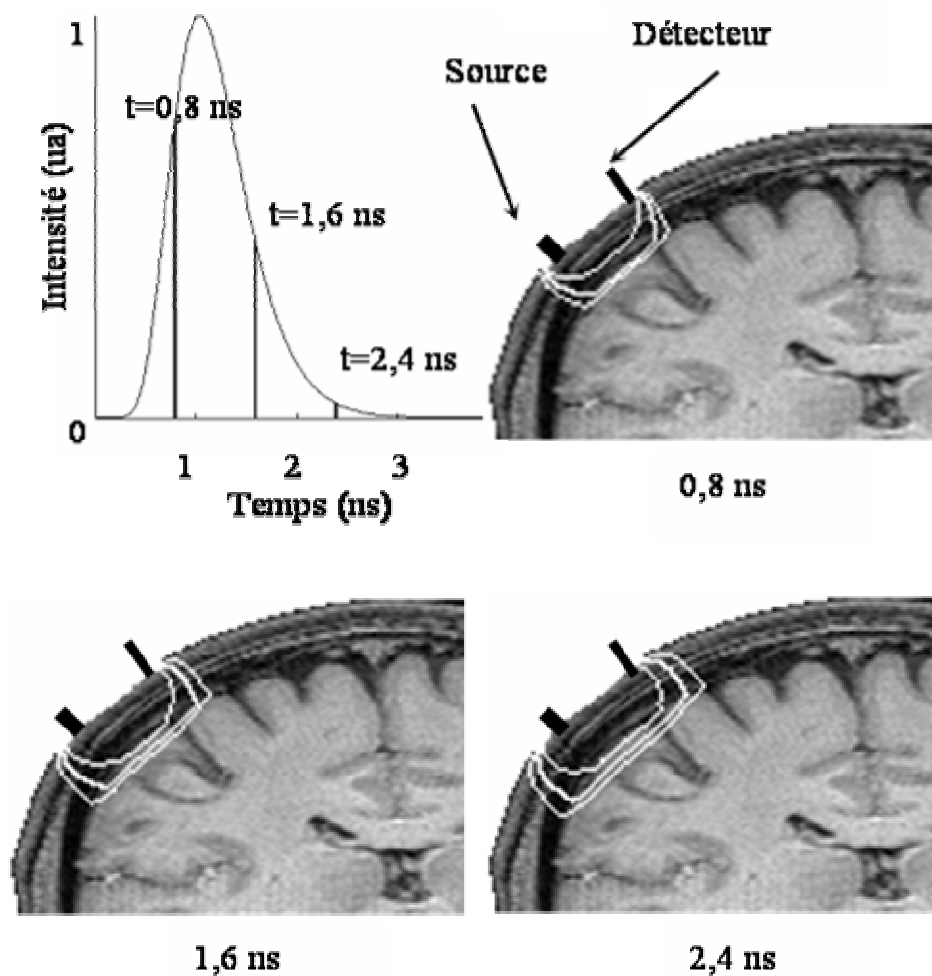 1
Intensité (ua)
t=0,8 ns
t=1,6 ns
t=2,4 ns
0
1 2 3
Temps (ns)
Source
Détecteur
0,8 ns
1,6 ns
2,4 ns